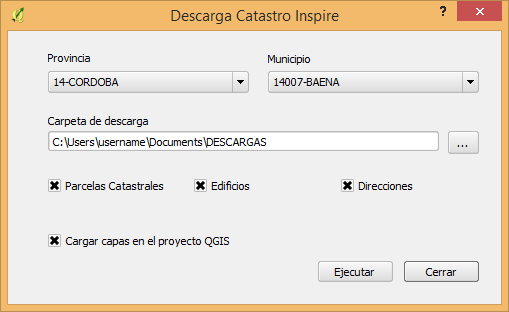 Descarga Catastro Inspire
?
Provincia
Municipio
14-CORDOBA
14007-BAENA
Carpeta de descarga
C:\Users\username\Documents\DESCARGAS
...
Parcelas Catastrales
Edificios
Direcciones
Cargar capas en el proyecto QGIS
Ejecutar
Cerrar